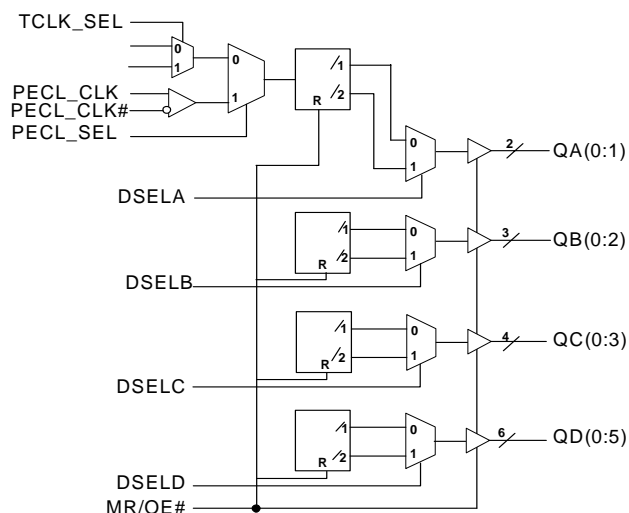 TCLK_SEL
0
1
0
1
PECL_CLK
PECL_CLK#
PECL_SEL
/1
/2
R
0
1
2
QA(0:1)
DSELA
/1
/2
R
0
1
3
QB(0:2)
DSELB
/1
/2
R
0
1
4
QC(0:3)
DSELC
/1
/2
R
0
1
6
QD(0:5)
DSELD
MR/OE#